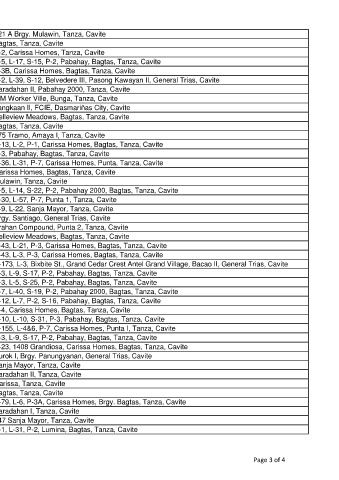 21 A Brgy. Mulawin, Tanza, Cavite
agtas, Tanza, Cavite
-2, Carissa Homes, Tanza, Cavite
-5, L-17, S-15, P-2, Pabahay, Bagtas, Tanza, Cavite
-3B, Carissa Homes, Bagtas, Tanza, Cavite
-2, L-39, S-12, Belvedere III, Pasong Kawayan II, General Trias, Cavite
aradahan II, Pabahay 2000, Tanza, Cavite
M Worker Ville, Bunga, Tanza, Cavite
angkaan II, FCIE, Dasmariñas City, Cavite
elleview Meadows, Bagtas, Tanza, Cavite
agtas, Tanza, Cavite
75 Tramo, Amaya I, Tanza, Cavite
-13, L-2, P-1, Carissa Homes, Bagtas, Tanza, Cavite
-3, Pabahay, Bagtas, Tanza, Cavite
-36, L-31, P-7, Carissa Homes, Punta, Tanza, Cavite
arissa Homes, Bagtas, Tanza, Cavite
ulawin, Tanza, Cavite
-5, L-14, S-22, P-2, Pabahay 2000, Bagtas, Tanza, Cavite
-30, L-57, P-7, Punta 1, Tanza, Cavite
-9, L-22, Sanja Mayor, Tanza, Cavite
rgy. Santiago, General Trias, Cavite
rahan Compound, Punta 2, Tanza, Cavite
elleview Meadows, Bagtas, Tanza, Cavite
-43, L-21, P-3, Carissa Homes, Bagtas, Tanza, Cavite
-43, L-3, P-3, Carissa Homes, Bagtas, Tanza, Cavite
-173, L-3, Bixbite St., Grand Cedar Crest Antel Grand Village, Bacao II, General Trias, Cavite
-3, L-9, S-17, P-2, Pabahay, Bagtas, Tanza, Cavite
-3, L-5, S-25, P-2, Pabahay, Bagtas, Tanza, Cavite
-7, L-40, S-19, P-2, Pabahay 2000, Bagtas, Tanza, Cavite
-12, L-7, P-2, S-16, Pabahay, Bagtas, Tanza, Cavite
-4, Carissa Homes, Bagtas, Tanza, Cavite
-10, L-10, S-31, P-3, Pabahay, Bagtas, Tanza, Cavite
-155, L-4&6, P-7, Carissa Homes, Punta I, Tanza, Cavite
-3, L-9, S-17, P-2, Pabahay, Bagtas, Tanza, Cavite
-23, 1408 Grandiosa, Carissa Homes, Bagtas, Tanza, Cavite
urok I, Brgy. Panungyanan, General Trias, Cavite
anja Mayor, Tanza, Cavite
aradahan II, Tanza, Cavite
arissa, Tanza, Cavite
agtas, Tanza, Cavite
-79, L-6, P-3A, Carissa Homes, Brgy. Bagtas, Tanza, Cavite
aradahan I, Tanza, Cavite
47 Sanja Mayor, Tanza, Cavite
-1, L-31, P-2, Lumina, Bagtas, Tanza, Cavite
Page 3 of 4